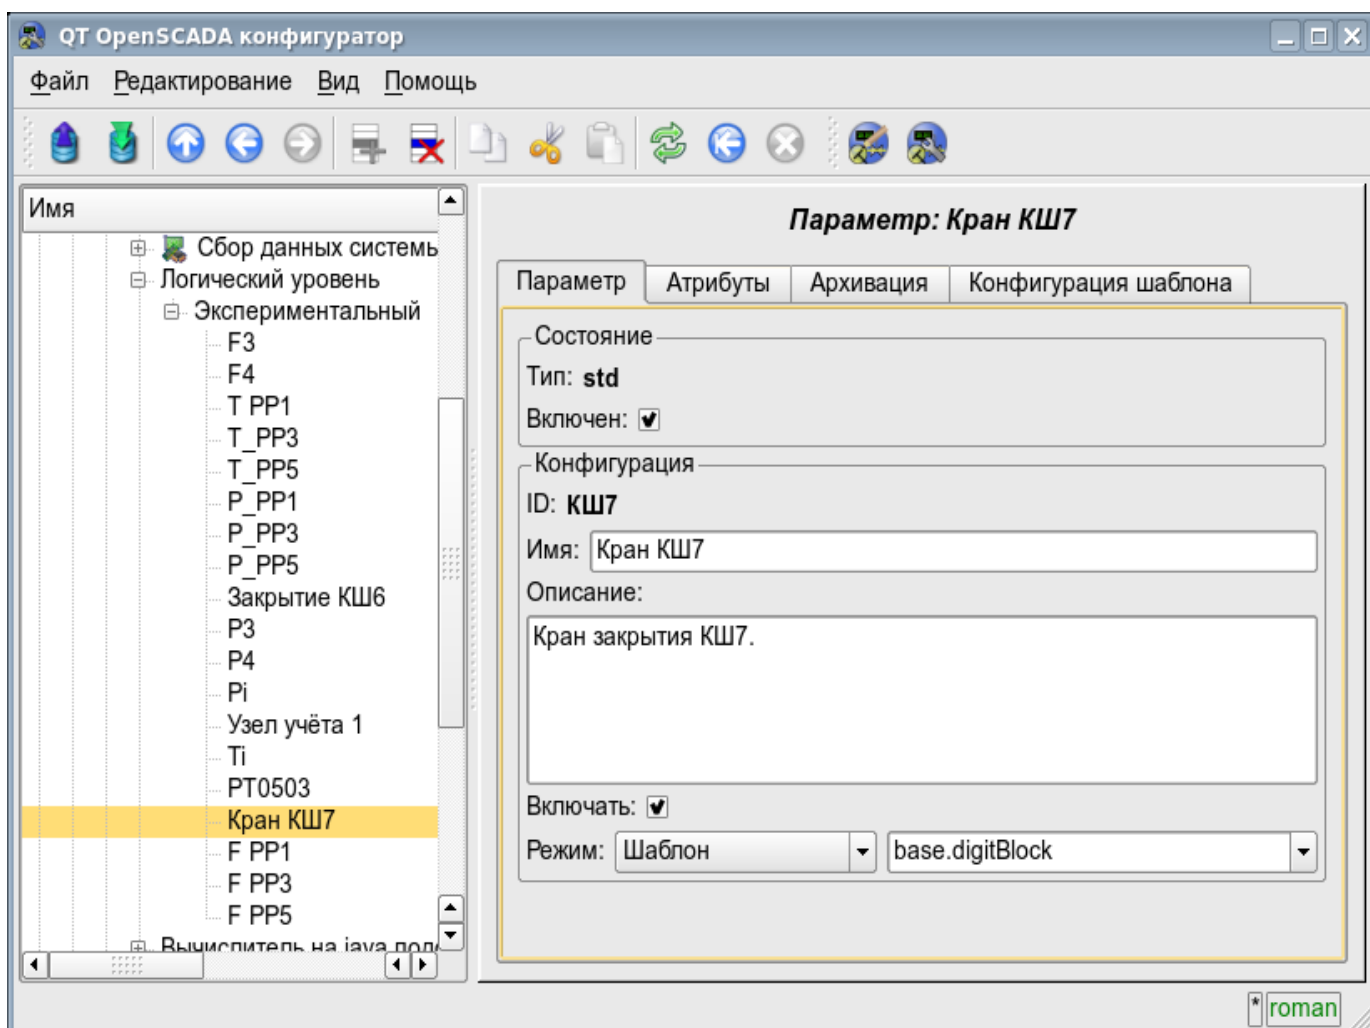 QT OpenSCADA конфигуратор
Файл Редактирование Вид Помощь
Имя
Сбор данных системы
Логический уровень
Экспериментальный
F3
F4
T PP1
T_PP3
T_PP5
P_PP1
P_PP3
P_PP5
Закрытие КШ6
P3
P4
Pi
Узел учёта 1
Ti
PT0503
Кран КШ7
F PP1
F PP3
F PP5
Вычислитель на java
Параметр: Кран КШ7
Параметр Атрибуты Архивация Конфигурация шаблона
Состояние
Тип: std
Включен:
Конфигурация
ID: КШ7
Имя: Кран КШ7
Описание:
Кран закрытия КШ7.
Включать:
Режим: Шаблон base.digitBlock
* roman